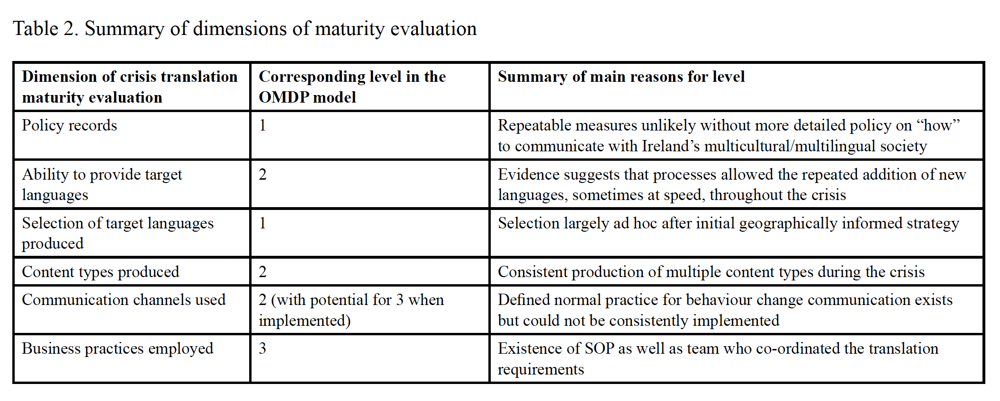 Table 2. Summary of dimensions of maturity evaluation
Dimension of crisis translation
maturity evaluation
Corresponding level in the
OMDP model
Summary of main reasons for level
Policy records
1
Repeatable measures unlikely without more detailed policy on “how”
to communicate with Ireland’s multicultural/multilingual society
Ability to provide target
languages
2
Evidence suggests that processes allowed the repeated addition of new
languages, sometimes at speed, throughout the crisis
Selection of target languages
produced
1
Selection largely ad hoc after initial geographically informed strategy
Content types produced
2
Consistent production of multiple content types during the crisis
Communication channels used
2 (with potential for 3 when
implemented)
Defined normal practice for behaviour change communication exists
but could not be consistently implemented
Business practices employed
3
Existence of SOP as well as team who co-ordinated the translation
requirements